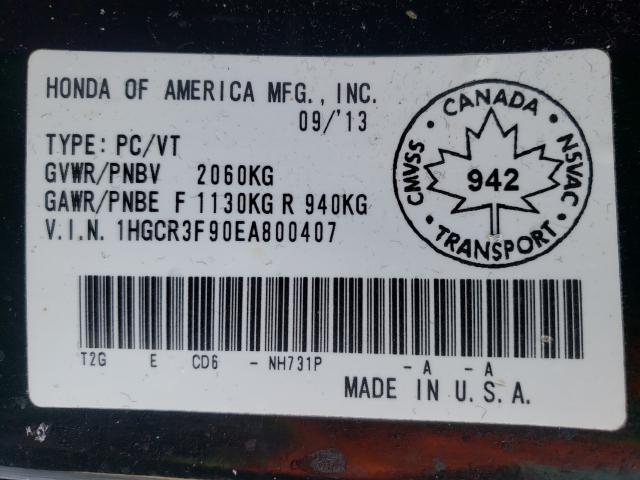 HONDA OF AMERICA MFG., INC.
09/'13
TYPE: PC/VT
GVWR/PNBV 2060KG
GAWR/PNBE F 1130KG R 940KG
V.I.N. 1HGCR3F90EA800407
CANADA
CMVSS
942
NSVAC
TRANSPORT
T2G E CD6 - NH731P - A - A
MADE IN U.S.A.